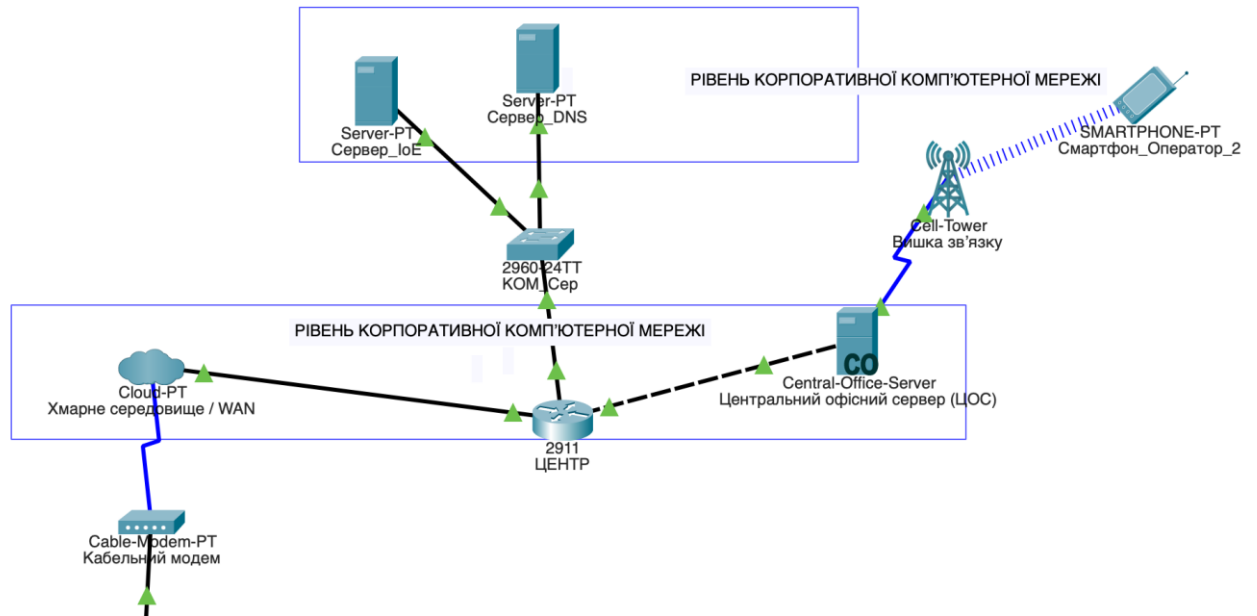 Server-PT
Сервер_DNS
Server-PT
Сервер_IoE
РІВЕНЬ КОРПОРАТИВНОЇ КОМП'ЮТЕРНОЇ МЕРЕЖІ
SMARTPHONE-PT
Смартфон_Оператор_2
Cell-Tower
Вишка зв'язку
2960-24TT
КОМ_Сер
РІВЕНЬ КОРПОРАТИВНОЇ КОМП'ЮТЕРНОЇ МЕРЕЖІ
Cloud-PT
Хмарне середовище / WAN
CO
Central-Office-Server
Центральний офісний сервер (ЦОС)
2911
ЦЕНТР
Cable-Modem-PT
Кабельний модем